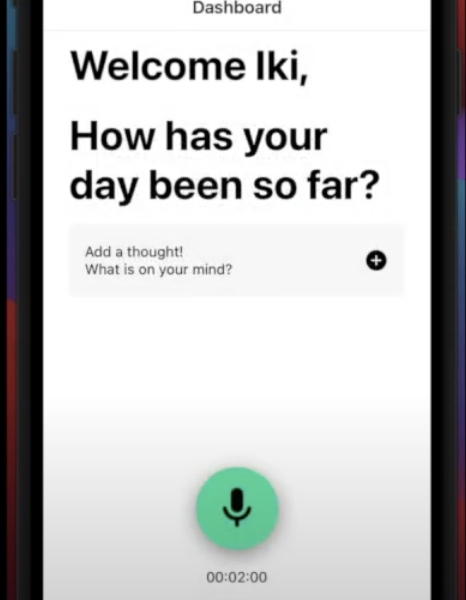 Dashboard
Welcome Iki,
How has your
day been so far?
Add a thought!
What is on your mind?
00:02:00